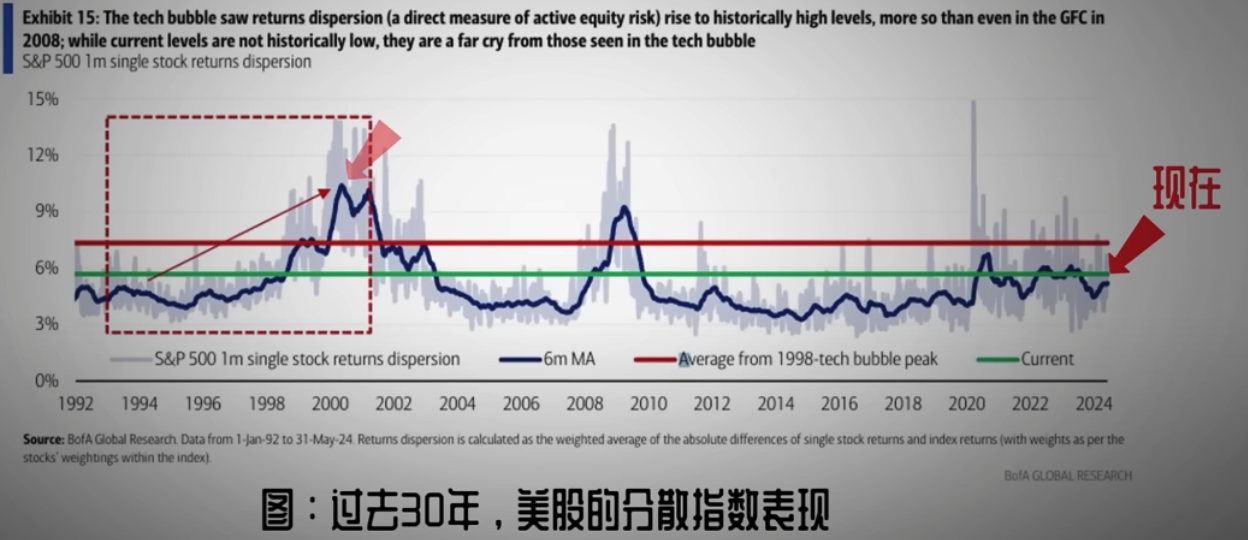 Exhibit 15: The tech bubble saw returns dispersion (a direct measure of active equity risk) rise to historically high levels, more so than even in the GFC in
2008; while current levels are not historically low, they are a far cry from those seen in the tech bubble
S&P 500 1m single stock returns dispersion
15%
12%
现在
9%
6%
3%
S&P 500 1m single stock returns dispersion 6m MA Average from 1998-tech bubble peak Current
0%
1992 1994 1996 1998 2000 2002 2004 2006 2008 2010 2012 2014 2016 2018 2020 2022 2024
Source: BofA Global Research. Data from 1-Jan-92 to 31-May-24. Returns dispersion is calculated as the weighted average of the absolute differences of single stock returns and index returns (with weights as per the
stocks' weightings within the index).
BofA GLOBAL RESEARCH
图：过去30年，美股的分散指数表现